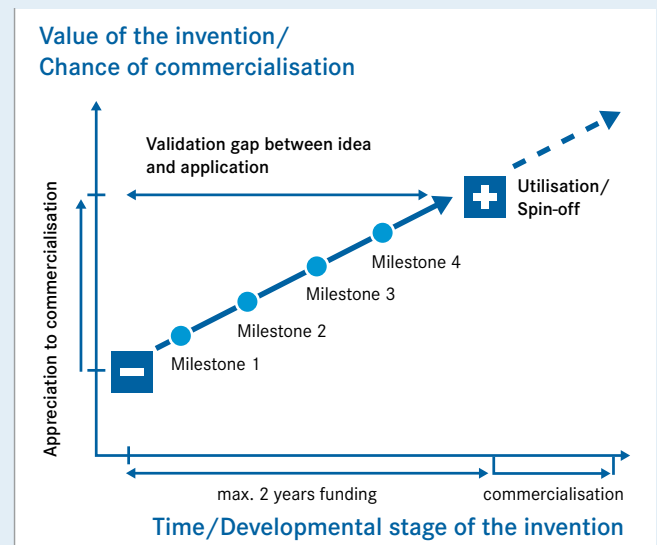 Value of the invention/
Chance of commercialisation
Validation gap between idea
and application
Appreciation to commercialisation
Utilisation/
Spin-off
Milestone 4
Milestone 3
Milestone 2
Milestone 1
max. 2 years funding
commercialisation
Time/Developmental stage of the invention